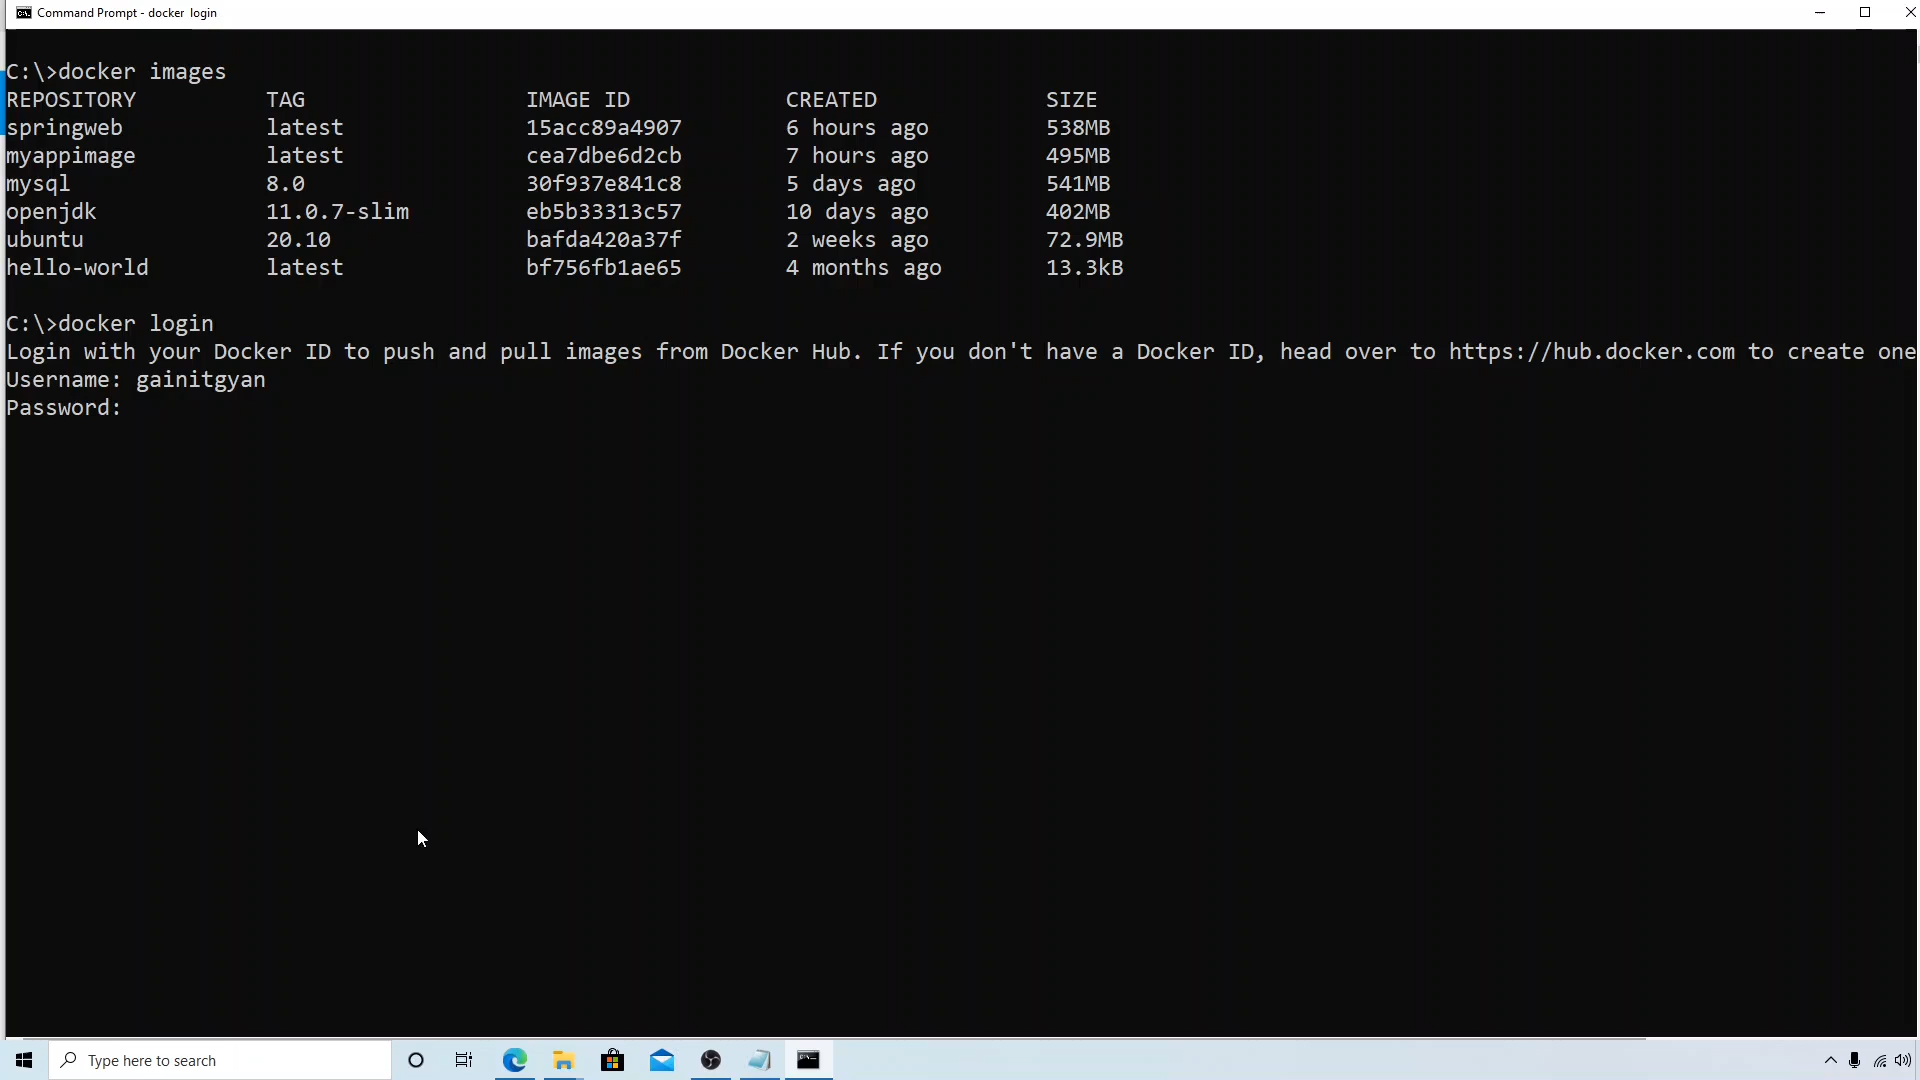 Command Prompt - docker login
C:\>docker images
REPOSITORY TAG IMAGE ID CREATED SIZE
springweb latest 15acc89a4907 6 hours ago 538MB
myappimage latest cea7dbe6d2cb 7 hours ago 495MB
mysql 8.0 30f937e841c8 5 days ago 541MB
openjdk 11.0.7-slim eb5b33313c57 10 days ago 402MB
ubuntu 20.10 bafda420a37f 2 weeks ago 72.9MB
hello-world latest bf756fb1ae65 4 months ago 13.3kB
C:\>docker login
Login with your Docker ID to push and pull images from Docker Hub. If you don't have a Docker ID, head over to https://hub.docker.com to create one
Username: gainitgyan
Password:
Type here to search